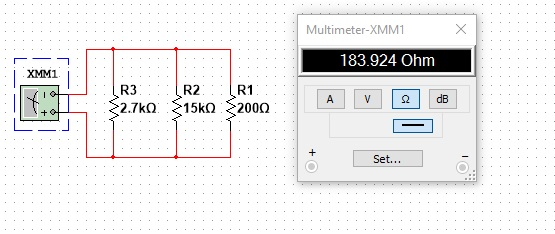 Multimeter-XMM1
183.924 Ohm
XMM1
R3
2.7kΩ
R2
15kΩ
R1
200Ω
A
V
Ω
dB
+
Set...
−